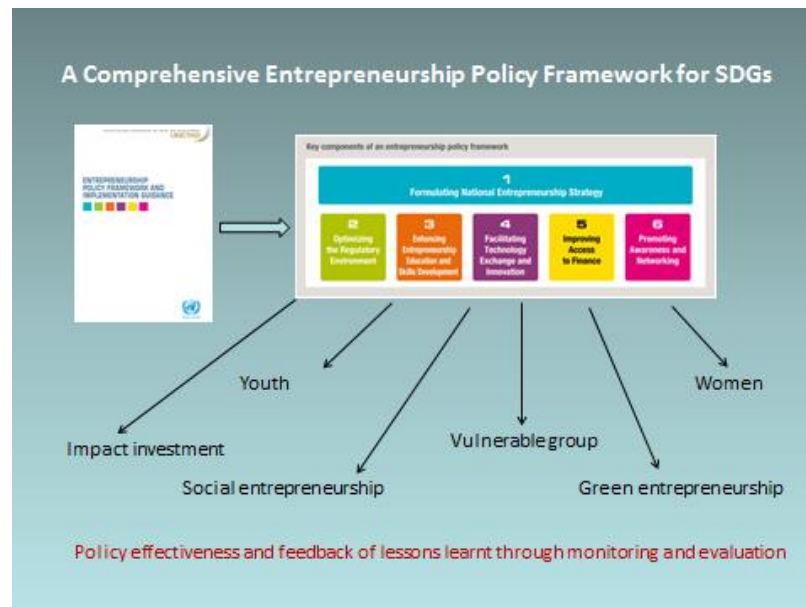 A Comprehensive Entrepreneurship Policy Framework for SDGs
ENTREPRENEURSHIP
POLICY FRAMEWORK AND
IMPLEMENTATION GUIDANCE
Key components of an entrepreneurship policy framework
1
Formulating National Entrepreneurship Strategy
2
Optimizing
the Regulatory
Environment
3
Enhancing
Entrepreneurship
Education and
Skills Development
4
Facilitating
Technology
Exchange and
Innovation
5
Improving
Access
to Finance
6
Promoting
Awareness and
Networking
Youth
Women
Impact investment
Vulnerable group
Social entrepreneurship
Green entrepreneurship
Policy effectiveness and feedback of lessons learnt through monitoring and evaluation